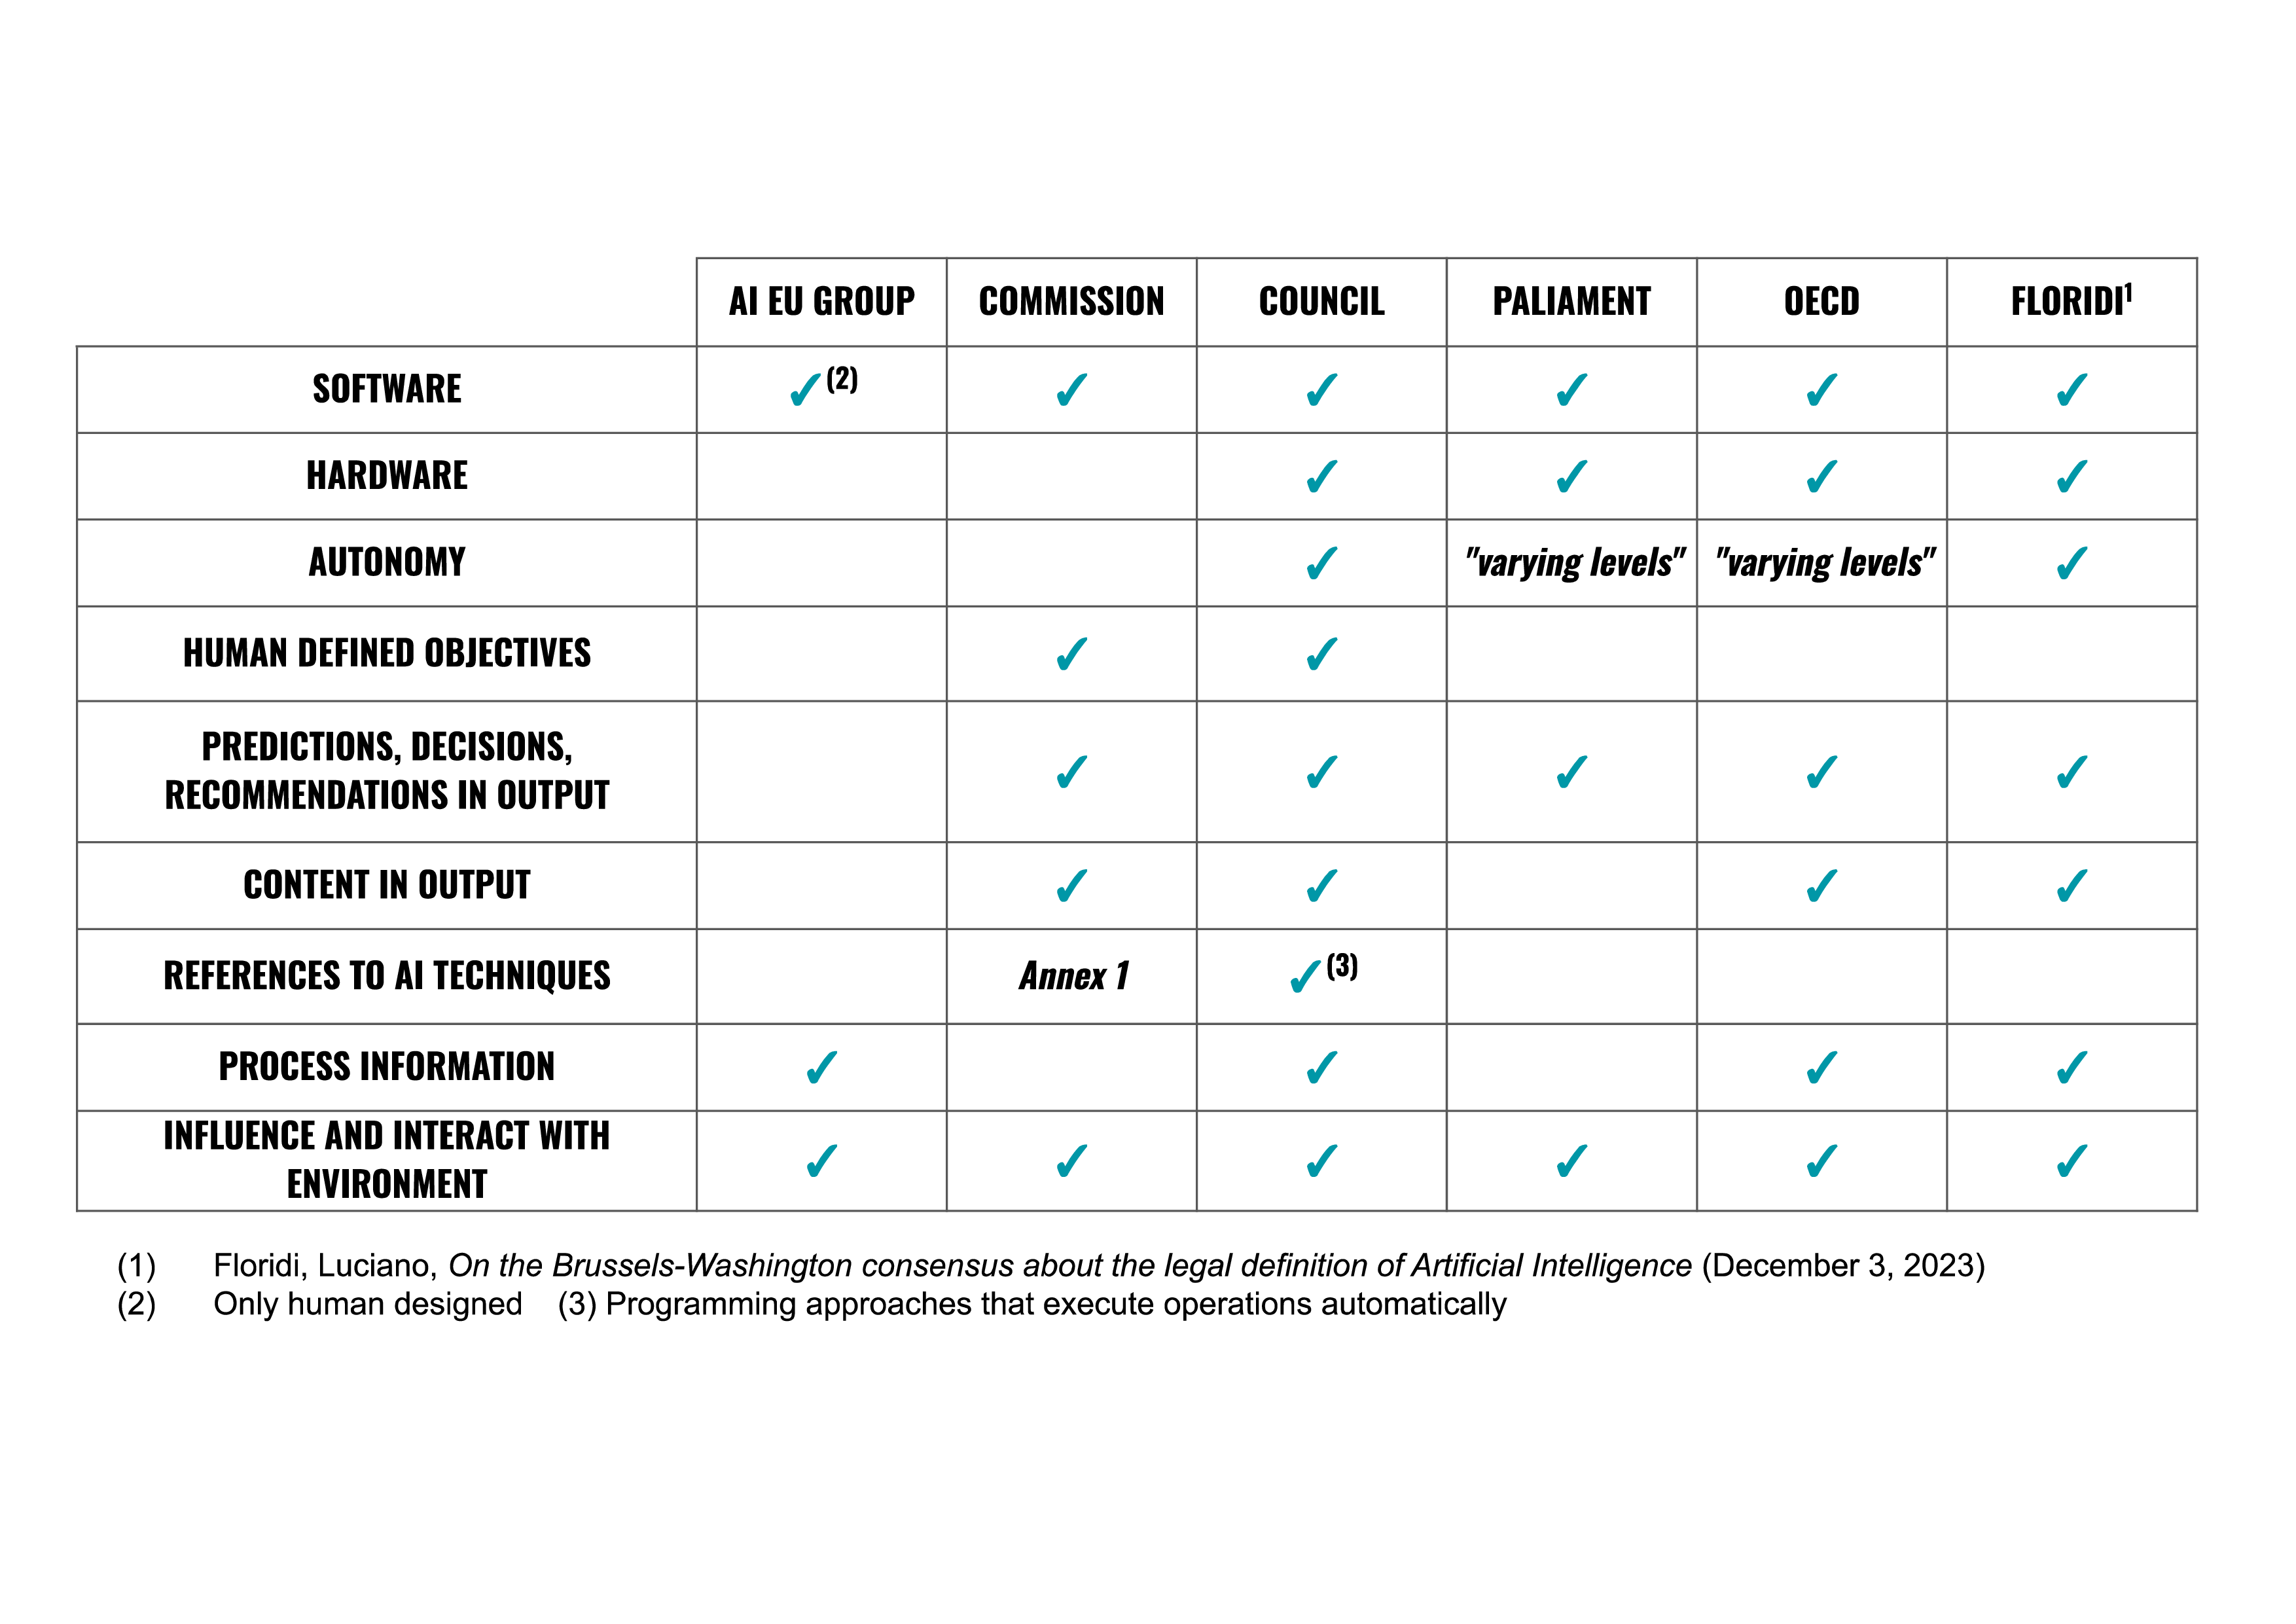 AI EU GROUP COMMISSION COUNCIL PALIAMENT OECD FLORIDI¹
SOFTWARE ✓(2) ✓ ✓ ✓ ✓ ✓
HARDWARE ✓ ✓ ✓ ✓
AUTONOMY ✓ "varying levels" "varying levels" ✓
HUMAN DEFINED OBJECTIVES ✓ ✓
PREDICTIONS, DECISIONS,
RECOMMENDATIONS IN OUTPUT ✓ ✓ ✓ ✓ ✓
CONTENT IN OUTPUT ✓ ✓ ✓ ✓
REFERENCES TO AI TECHNIQUES Annex 1 ✓(3)
PROCESS INFORMATION ✓ ✓ ✓ ✓
INFLUENCE AND INTERACT WITH
ENVIRONMENT ✓ ✓ ✓ ✓ ✓ ✓
(1) Floridi, Luciano, On the Brussels-Washington consensus about the legal definition of Artificial Intelligence (December 3, 2023)
(2) Only human designed (3) Programming approaches that execute operations automatically